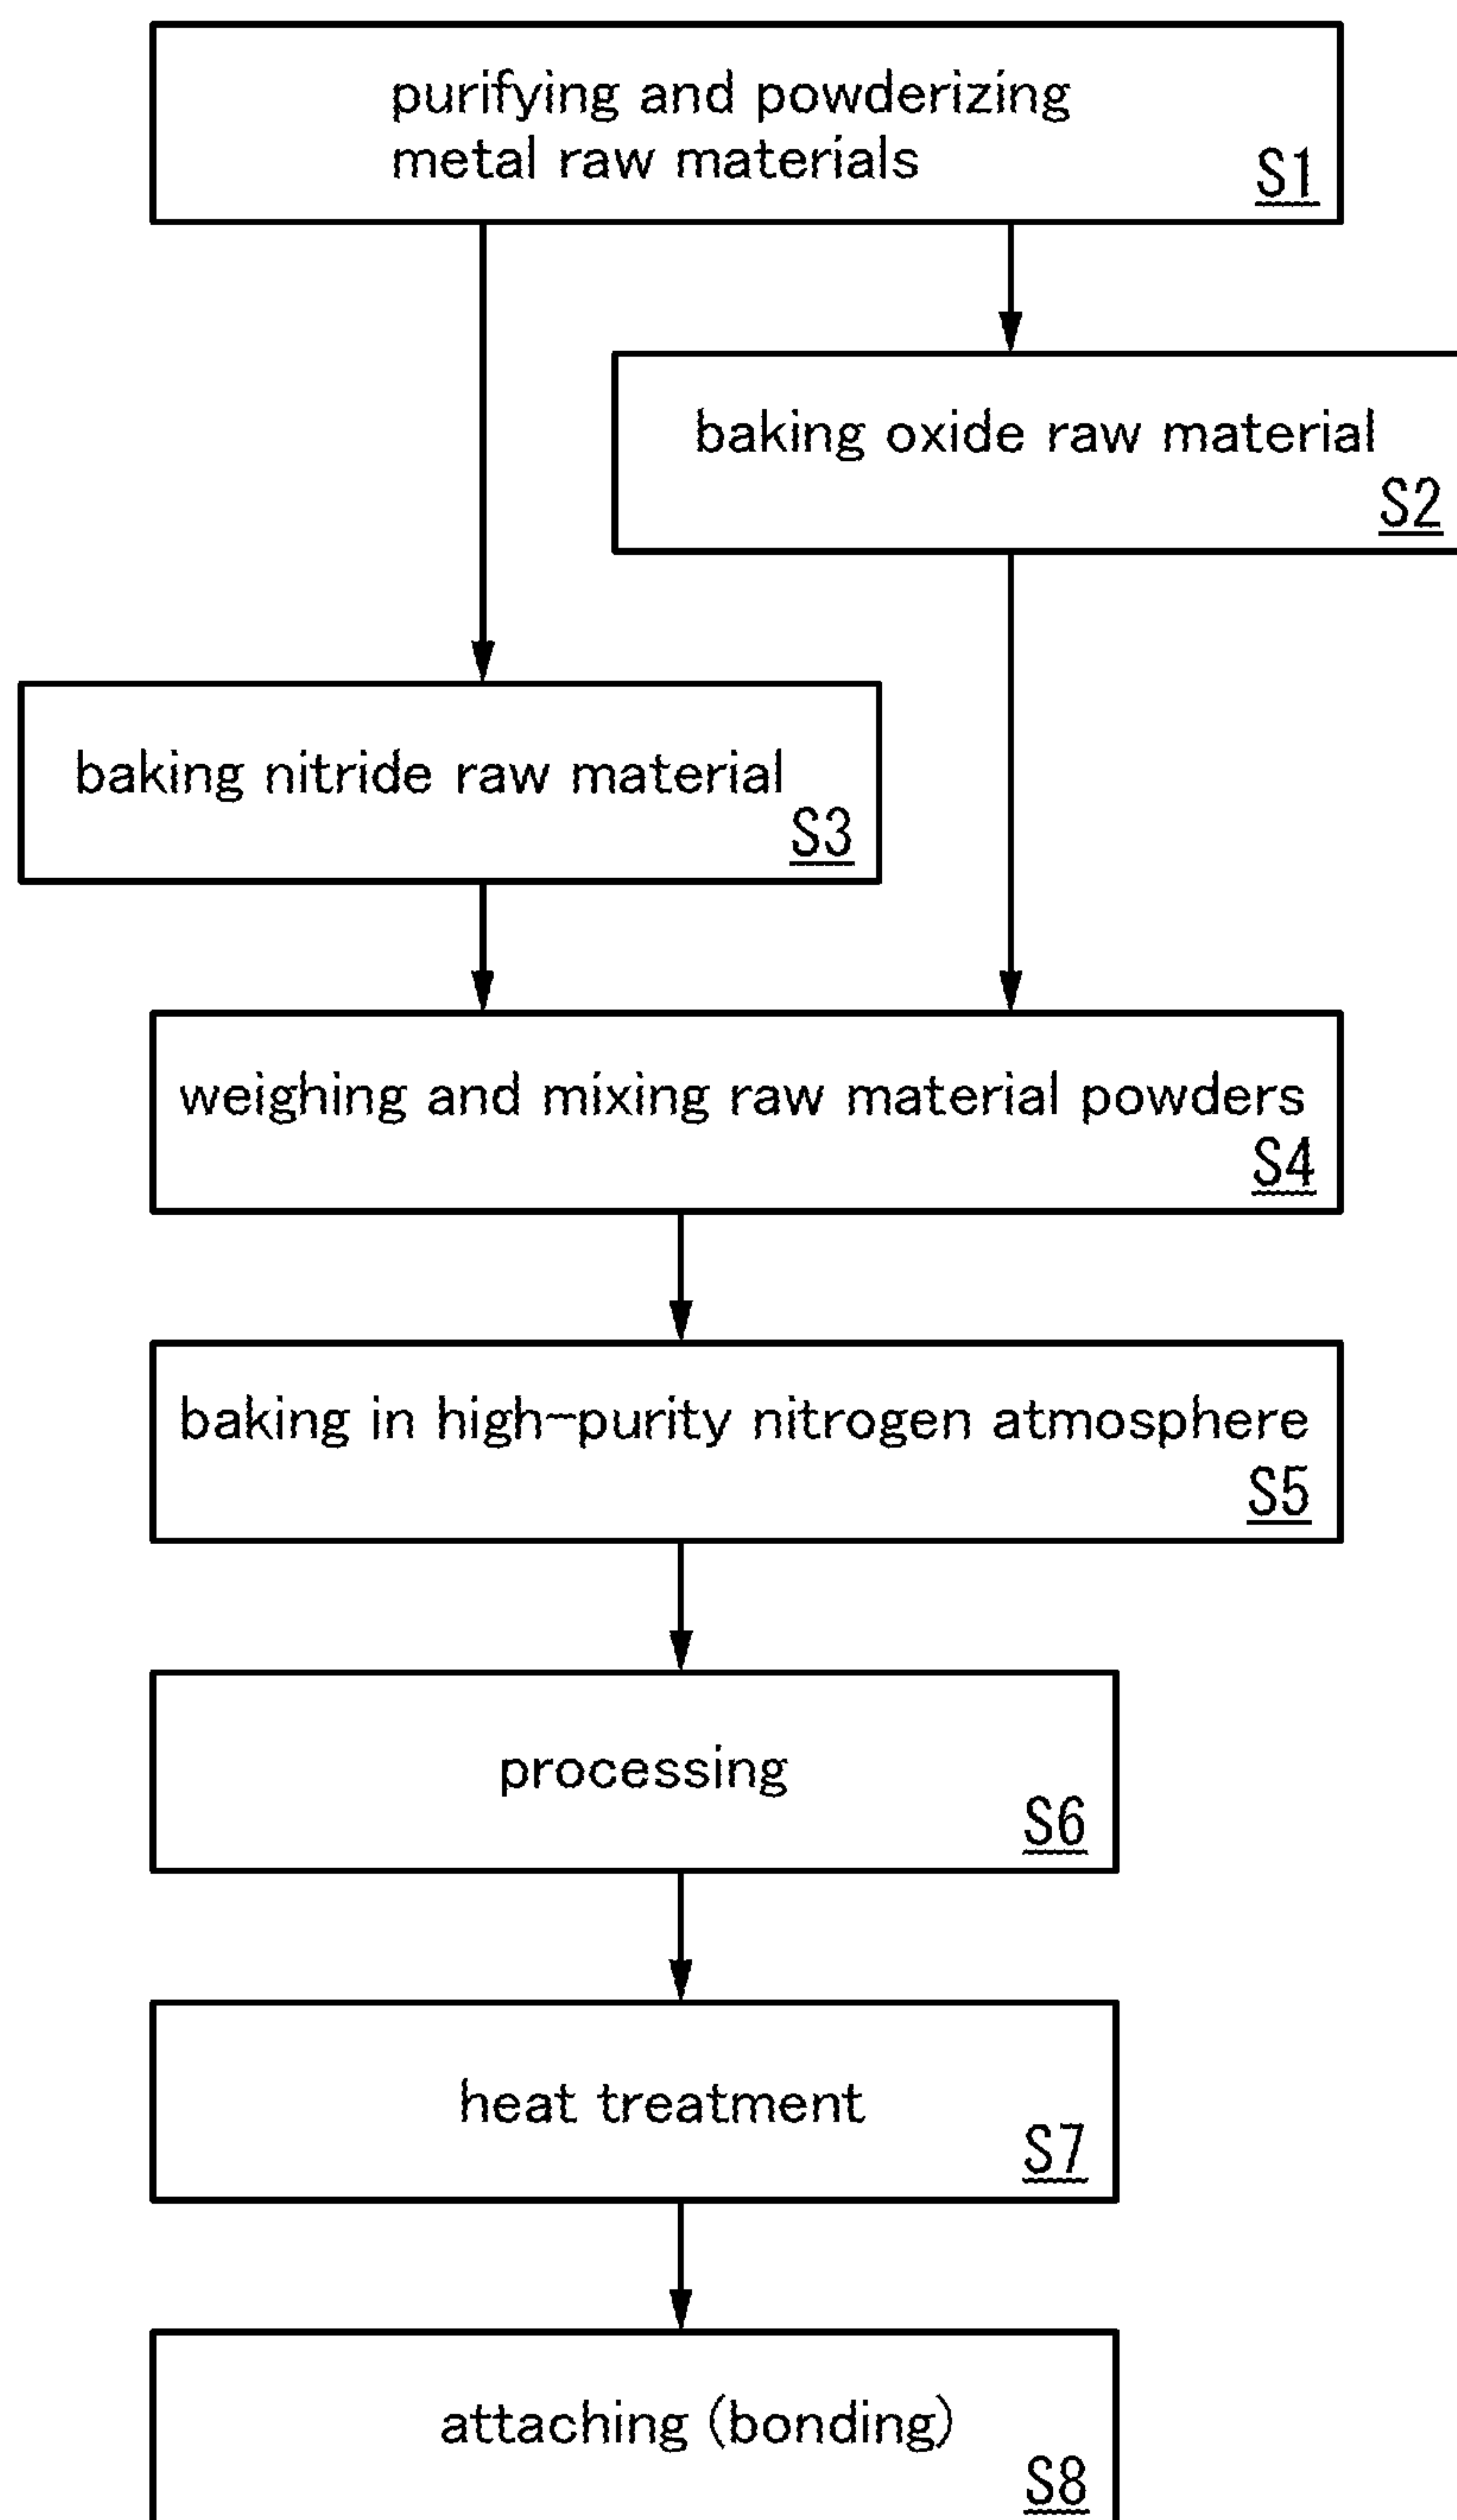 purifying and powderizing
metal raw materials
S1
baking oxide raw material
S2
baking nitride raw material
S3
weighing and mixing raw material powders
S4
baking in high-purity nitrogen atmosphere
S5
processing
S6
heat treatment
S7
attaching (bonding)
S8